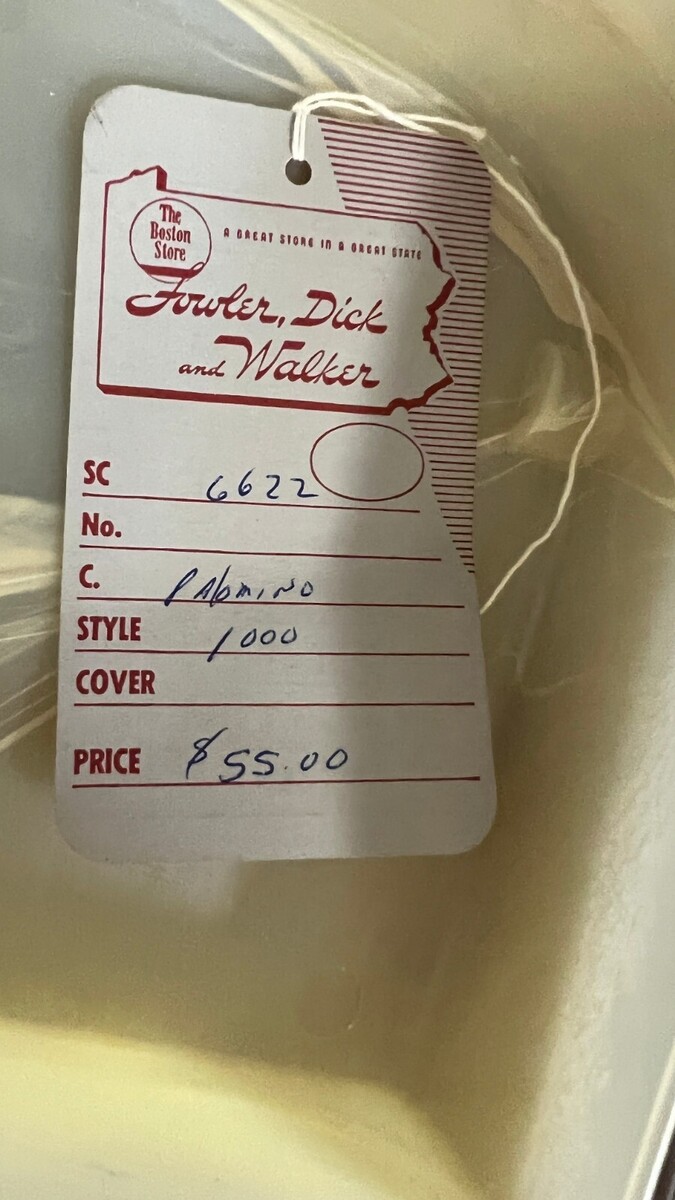 The
Boston
Store
A GREAT STORE IN A GREAT STATE
Fowler, Dick
and Walker
SC 6622
No.
C. PAlomiNo
STYLE 1000
COVER
PRICE $55.00